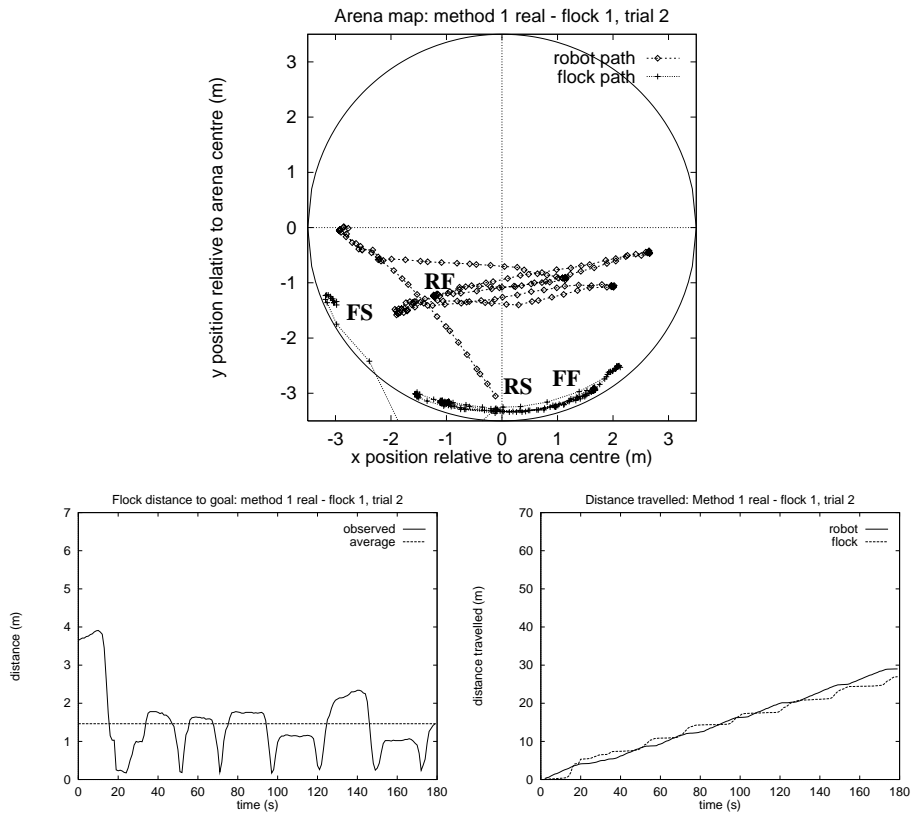 Arena map: method 1 real - flock 1, trial 2
robot path
flock path
3
2
1
0
-1
-2
-3
y position relative to arena centre (m)
RF
FS
RS
FF
-3 -2 -1 0 1 2 3
x position relative to arena centre (m)
Flock distance to goal: method 1 real - flock 1, trial 2
observed
average
7
6
5
4
3
2
1
0
distance (m)
0 20 40 60 80 100 120 140 160 180
time (s)
Distance travelled: Method 1 real - flock 1, trial 2
robot
flock
70
60
50
40
30
20
10
0
distance travelled (m)
0 20 40 60 80 100 120 140 160 180
time (s)